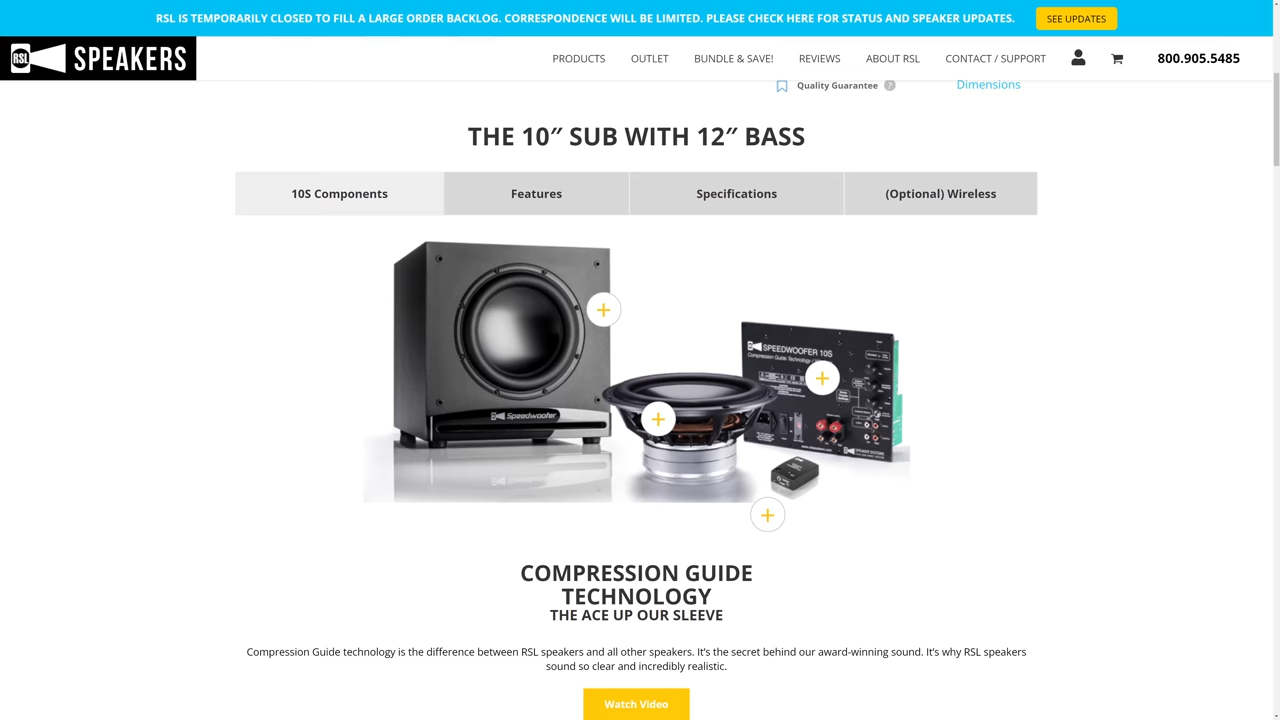 RSL IS TEMPORARILY CLOSED TO FILL A LARGE ORDER BACKLOG. CORRESPONDENCE WILL BE LIMITED. PLEASE CHECK HERE FOR STATUS AND SPEAKER UPDATES.
SEE UPDATES
RSL SPEAKERS
PRODUCTS
OUTLET
BUNDLE & SAVE!
REVIEWS
ABOUT RSL
CONTACT / SUPPORT
800.905.5485
Quality Guarantee ?
Dimensions
THE 10″ SUB WITH 12″ BASS
10S Components
Features
Specifications
(Optional) Wireless
SPEEDWOOFER 10S
Compression Guide Technology
Speedwoofer
SPEAKER SYSTEMS
COMPRESSION GUIDE
TECHNOLOGY
THE ACE UP OUR SLEEVE
Compression Guide technology is the difference between RSL speakers and all other speakers. It’s the secret behind our award-winning sound. It’s why RSL speakers
sound so clear and incredibly realistic.
Watch Video